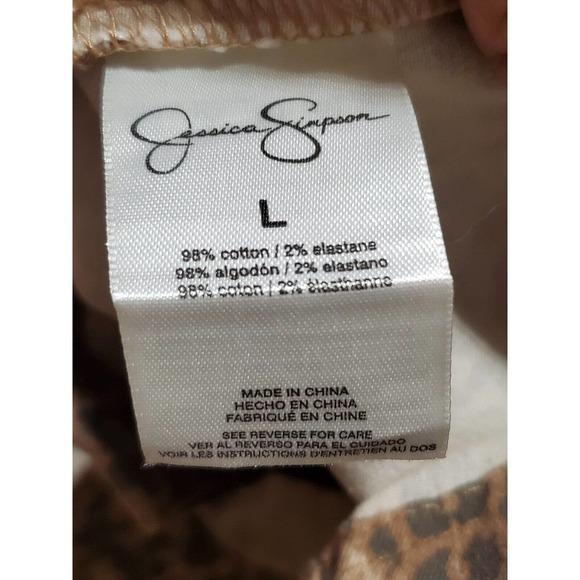 Jessica Simpson
L
98% cotton / 2% elastane
98% algodón / 2% elastano
98% coton / 2% élasthanne
MADE IN CHINA
HECHO EN CHINA
FABRIQUÉ EN CHINE
SEE REVERSE FOR CARE
VER AL REVERSO PARA EL CUIDADO
VOIR LES INSTRUCTIONS D'ENTRETIEN AU DOS